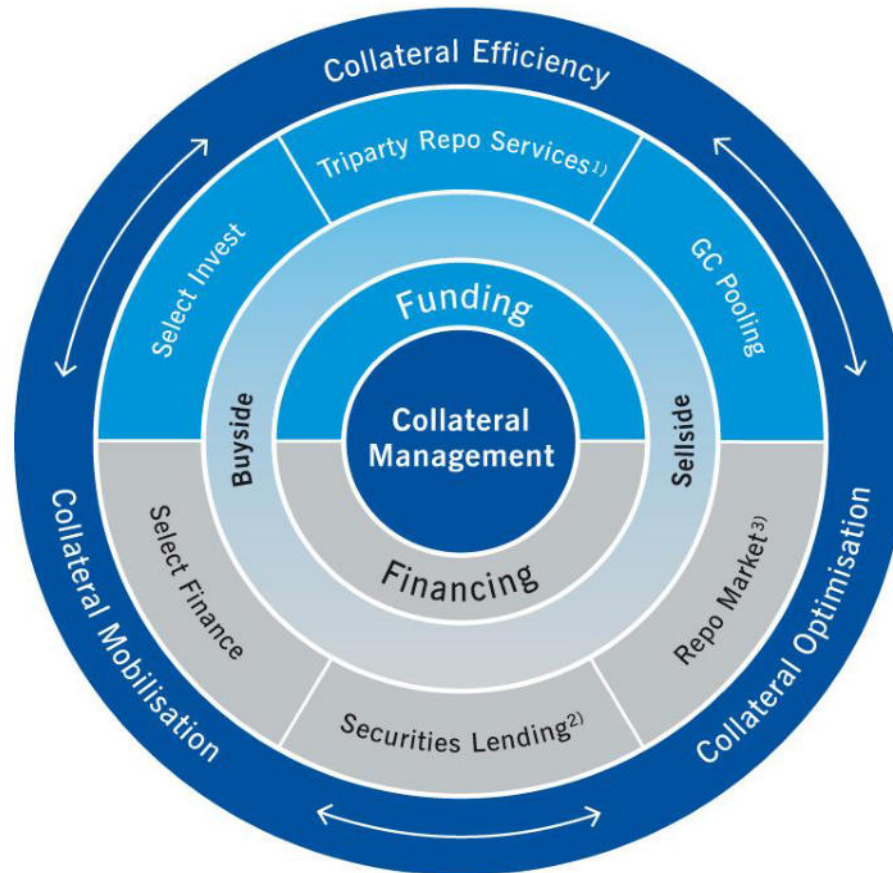 Collateral Efficiency
Triparty Repo Services¹⁾
Select Invest
GC Pooling
Funding
Buyside
Collateral
Management
Sellside
Financing
Select Finance
Repo Market³⁾
Securities Lending²⁾
Collateral Mobilisation
Collateral Optimisation